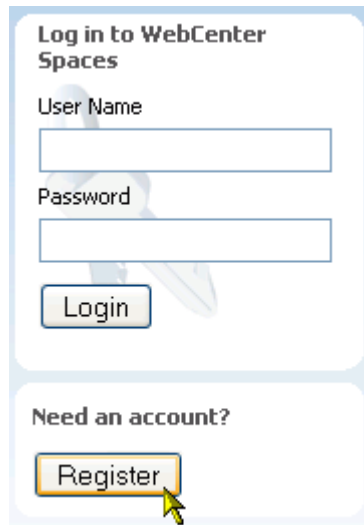 Log in to WebCenter
Spaces
User Name
Password
Login
Need an account?
Register